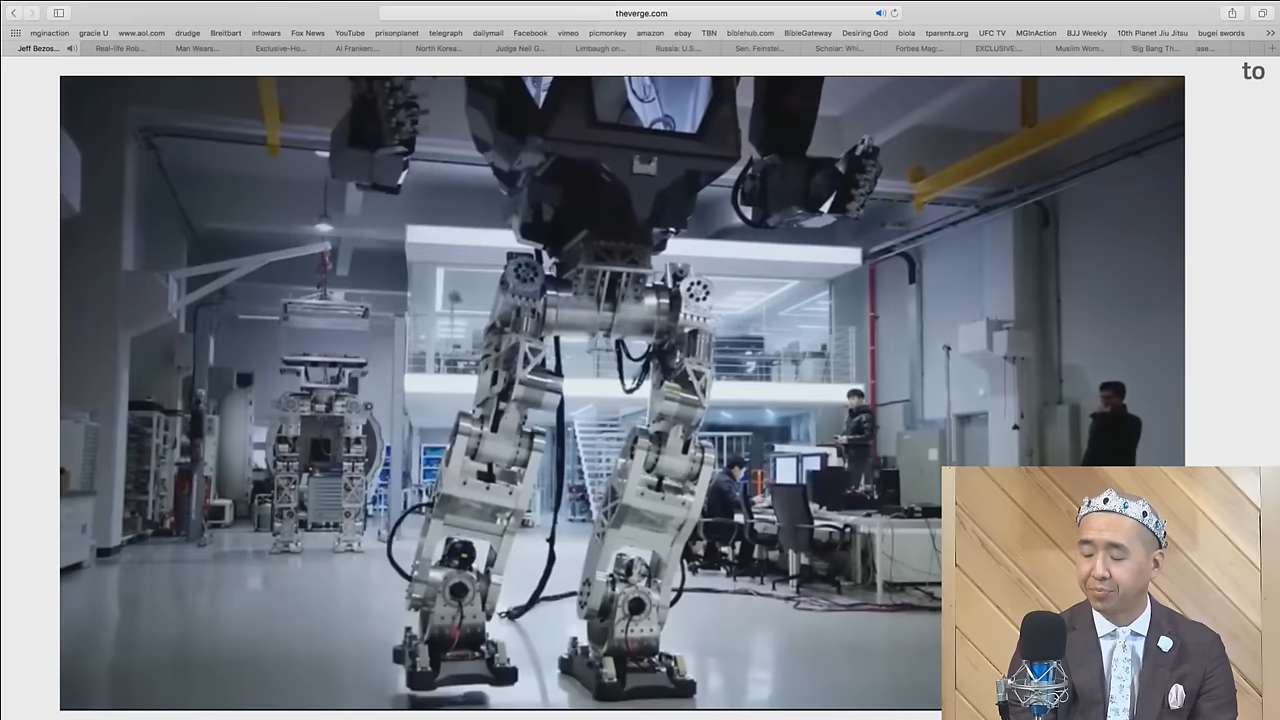 theverge.com
mginaction gracie U www.aol.com drudge Breitbart infowars Fox News YouTube prisonplanet telegraph dailymail Facebook vimeo picmonkey amazon ebay TBN biblehub.com BibleGateway Desiring God biola tparents.org UFC TV MGInAction BJJ Weekly 10th Planet Jiu Jitsu bugei swords
Jeff Bezos... Real-life Rob... Man Wears... Exclusive-Ho... Al Franken:... North Korea... Judge Neil G... Limbaugh on... Russia: U.S.... Sen. Feinstei... Scholar: Whi... Forbes Mag:... EXCLUSIVE:... Muslim Wom... 'Big Bang Th... ase...
to